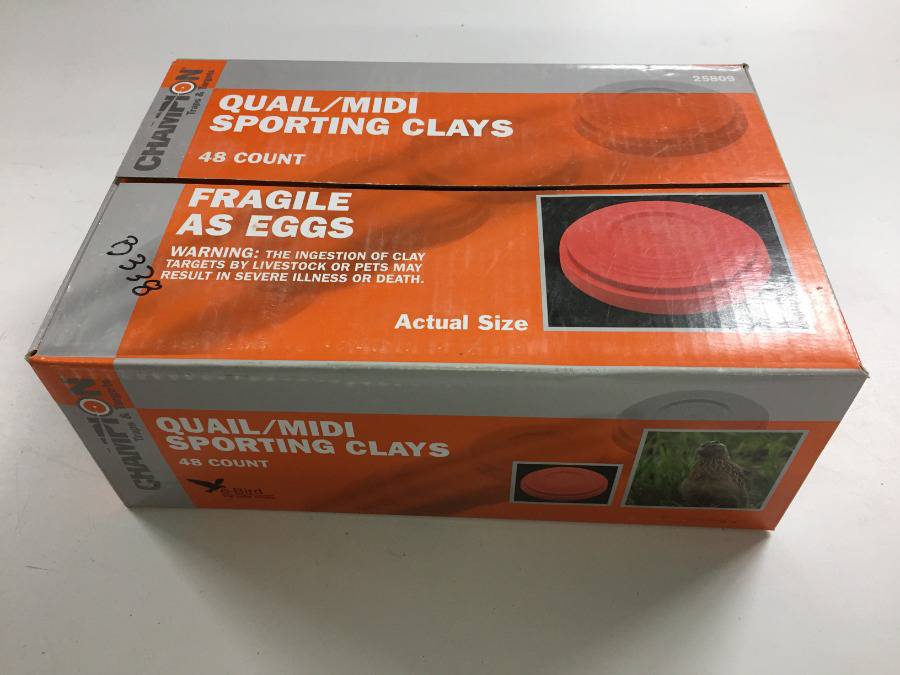 CHAMPION
Traps & Targets
QUAIL/MIDI
SPORTING CLAYS
48 COUNT
25809
FRAGILE
AS EGGS
WARNING: THE INGESTION OF CLAY
TARGETS BY LIVESTOCK OR PETS MAY
RESULT IN SEVERE ILLNESS OR DEATH.
Actual Size
CHAMPION
Traps & Targets
QUAIL/MIDI
SPORTING CLAYS
48 COUNT
E-Bird